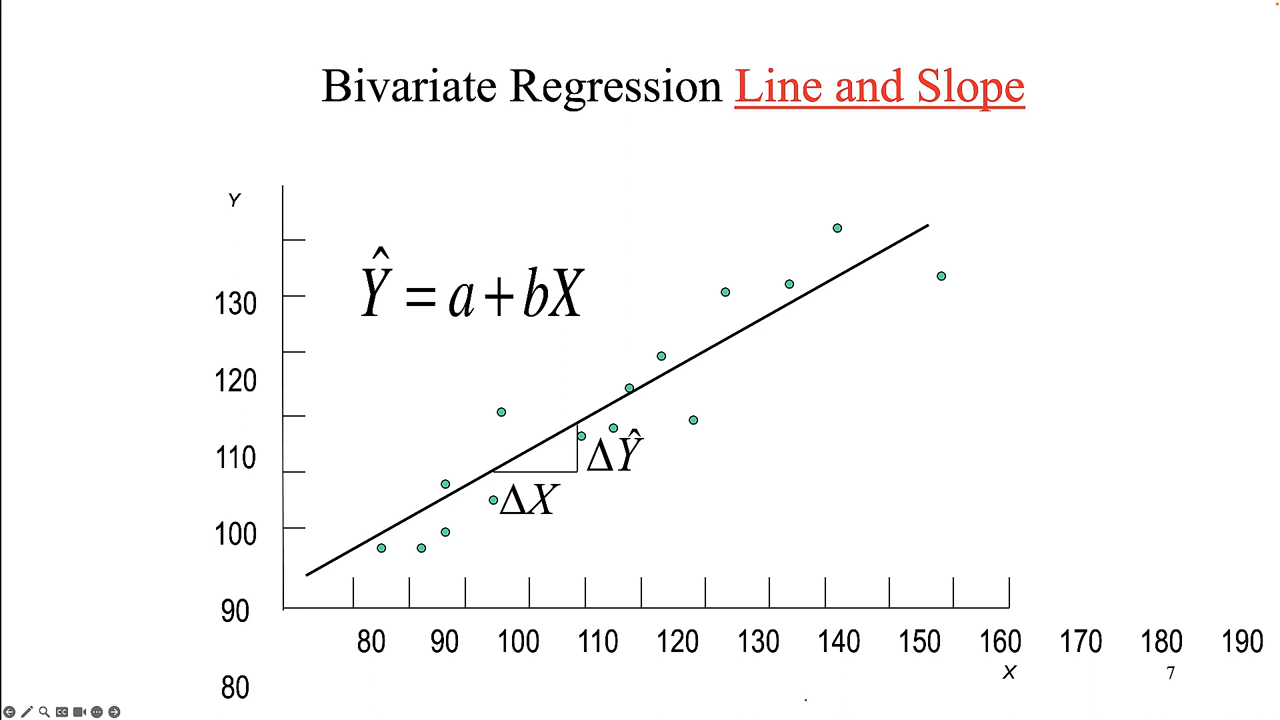 Bivariate Regression Line and Slope
Y
Ŷ = a + bX
130
120
110
100
90
80
ΔŶ
ΔX
80 90 100 110 120 130 140 150 160 170 180 190
X
7